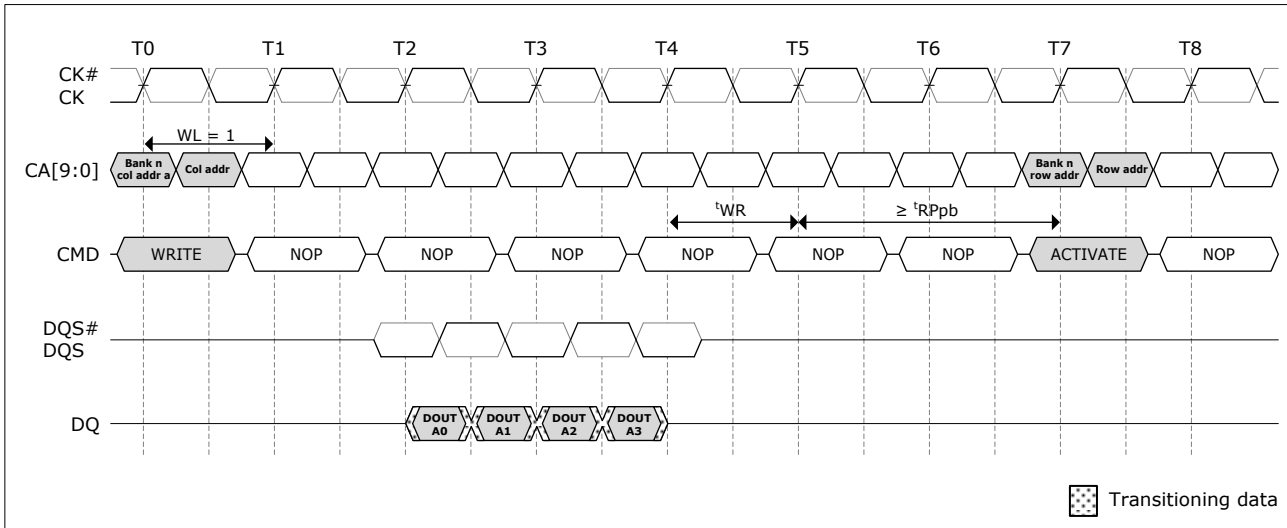 T0 T1 T2 T3 T4 T5 T6 T7 T8
CK#
CK
WL = 1
CA[9:0]
Bank n
col addr a
Col addr
Bank n
row addr
Row addr
tWR
≥ tRPpb
CMD
WRITE NOP NOP NOP NOP NOP NOP ACTIVATE NOP
DQS#
DQS
DQ
DOUT
A0
DOUT
A1
DOUT
A2
DOUT
A3
Transitioning data